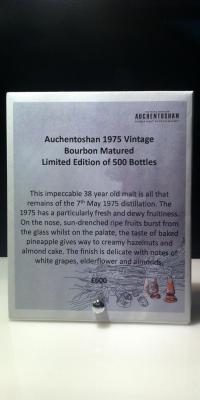 AUCHENTOSHAN
Auchentoshan 1975 Vintage
Bourbon Matured
Limited Edition of 500 Bottles
This impeccable 38 year old malt is all that
remains of the 7th May 1975 distillation. The
1975 has a particularly fresh and dewy fruitiness.
On the nose, sun-drenched ripe fruits burst from
the glass whilst on the palate, the taste of baked
pineapple gives way to creamy hazelnuts and
almond cake. The finish is delicate with notes of
white grapes, elderflower and almonds.
£600